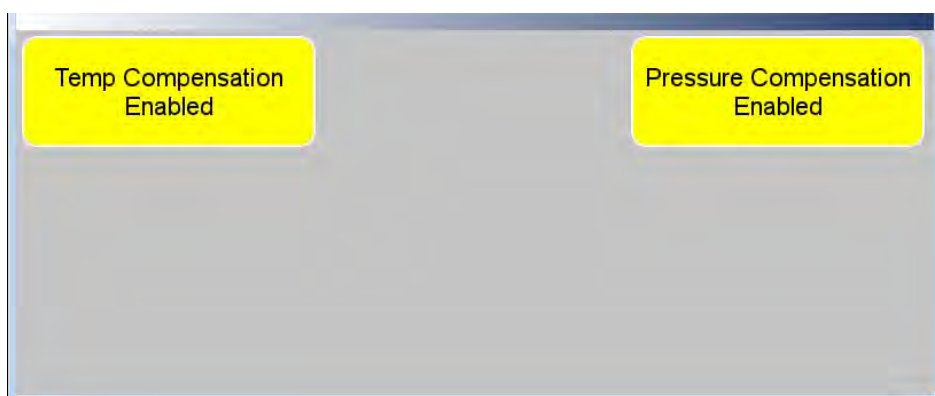 Temp Compensation
Enabled
Pressure Compensation
Enabled